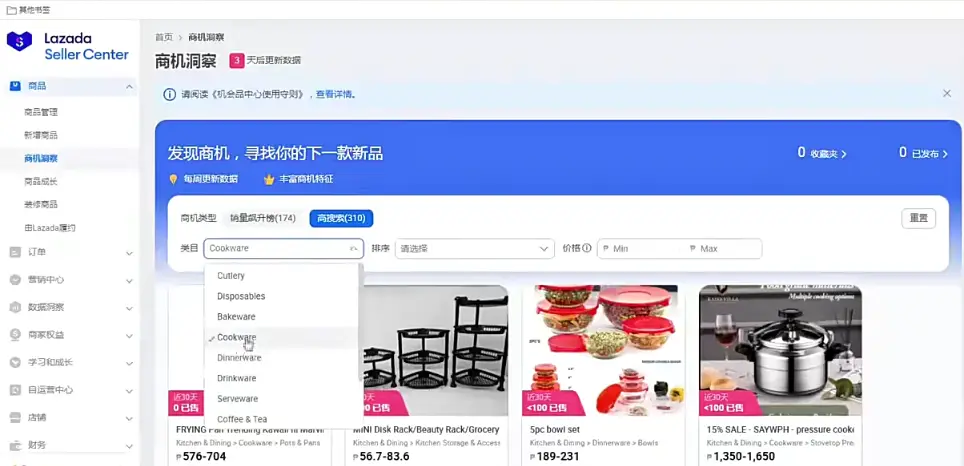 其他书签
Lazada
Seller Center
商品
商品管理
新增商品
商机洞察
商品成长
装修商品
由Lazada履约
订单
营销中心
数据洞察
商家权益
学习和成长
自运营中心
店铺
财务
首页 > 商机洞察
商机洞察 3 天后更新数据
请阅读《机会品中心使用守则》，查看详情。
发现商机，寻找你的下一款新品
0 收藏夹 > 0 已发布 >
每周更新数据 丰富商机特征
商机类型 销量飙升榜(174) 高搜索(310) 重置
类目 Cookware 排序 请选择 价格 ₱ Min ₱ Max
Cutlery
Disposables
Bakeware
Cookware
Dinnerware
Drinkware
Serveware
Coffee & Tea
近30天
0 已售
FRYING Pan Trending Kawaii
Kitchen & Dining > Cookware > Pots & Pans
₱ 576-704
MINI Disk Rack/Beauty Rack/Grocery
Kitchen & Dining > Kitchen Storage & Access
₱ 56.7-83.6
近30天
<100 已售
5pc bowl set
Kitchen & Dining > Dinnerware > Bowls
₱ 189-231
Multiple cooking options
近30天
<100 已售
15% SALE - SAYWPH - pressure cooke
Kitchen & Dining > Cookware > Stovetop Pre
₱ 1,350-1,650